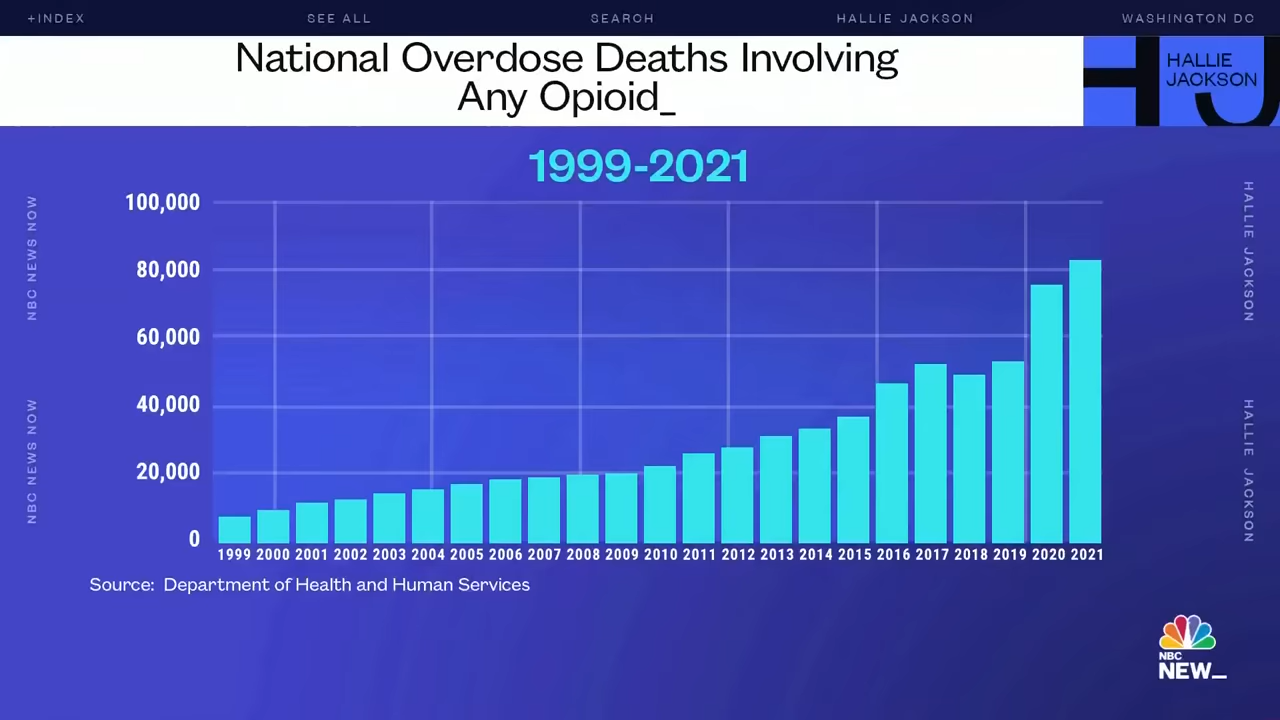 +INDEX
SEE ALL
SEARCH
HALLIE JACKSON
WASHINGTON DC
National Overdose Deaths Involving
Any Opioid_
HALLIE
JACKSON
HJ
1999-2021
100,000
80,000
60,000
40,000
20,000
0
1999 2000 2001 2002 2003 2004 2005 2006 2007 2008 2009 2010 2011 2012 2013 2014 2015 2016 2017 2018 2019 2020 2021
Source: Department of Health and Human Services
NBC NEWS NOW
NBC NEWS NOW
HALLIE JACKSON
HALLIE JACKSON
NBC
NEW_